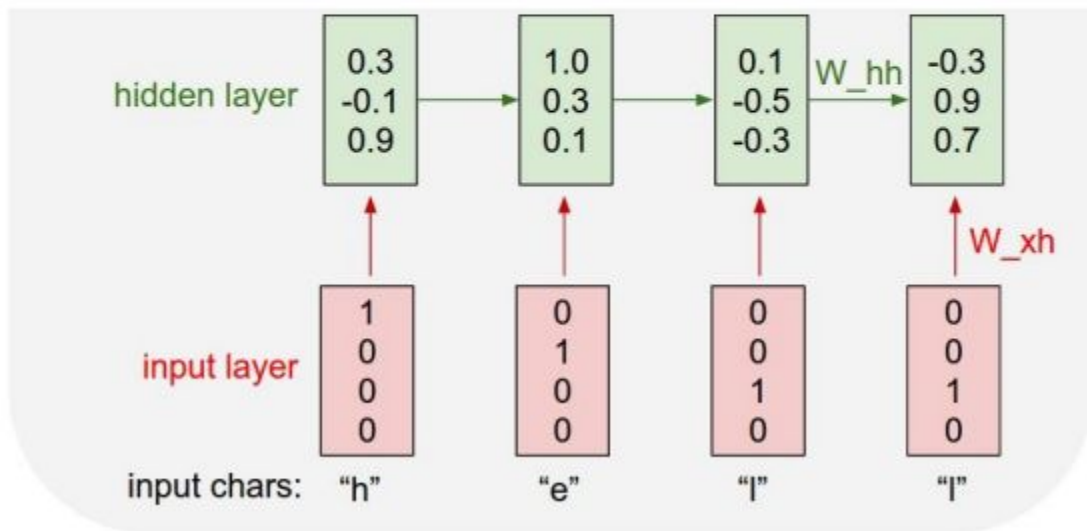 0.3 1.0 0.1 W_hh -0.3
hidden layer -0.1 0.3 -0.5 0.9
0.9 0.1 -0.3 0.7
W_xh
1 0 0 0
0 1 0 0
input layer
0 0 1 1
0 0 0 0
input chars: “h” “e” “l” “l”